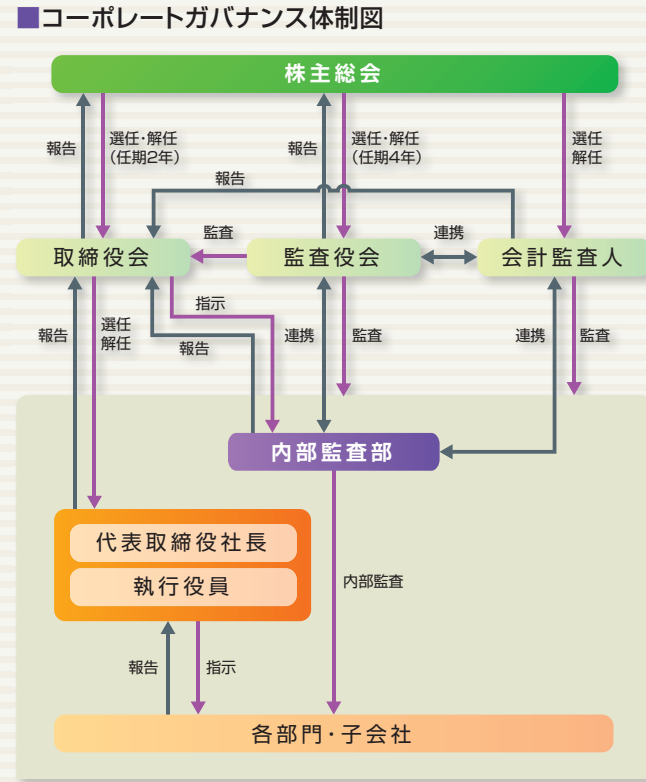 ■コーポレートガバナンス体制図
株主総会
報告
選任・解任
(任期2年)
報告
選任・解任
(任期4年)
選任
解任
報告
取締役会
監査
監査役会
連携
会計監査人
報告
選任
解任
指示
報告
連携
監査
連携
監査
内部監査部
代表取締役社長
執行役員
内部監査
報告
指示
各部門・子会社